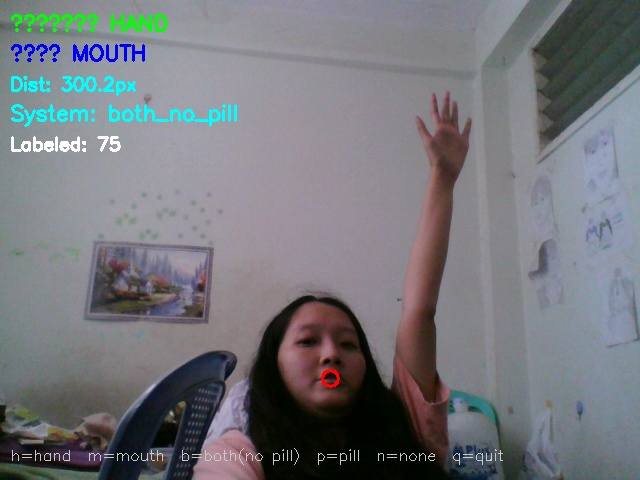 ??????? HAND
???? MOUTH
Dist: 300.2px
System: both_no_pill
Labeled: 75
h=hand m=mouth b=both(no pill) p=pill n=none q=quit